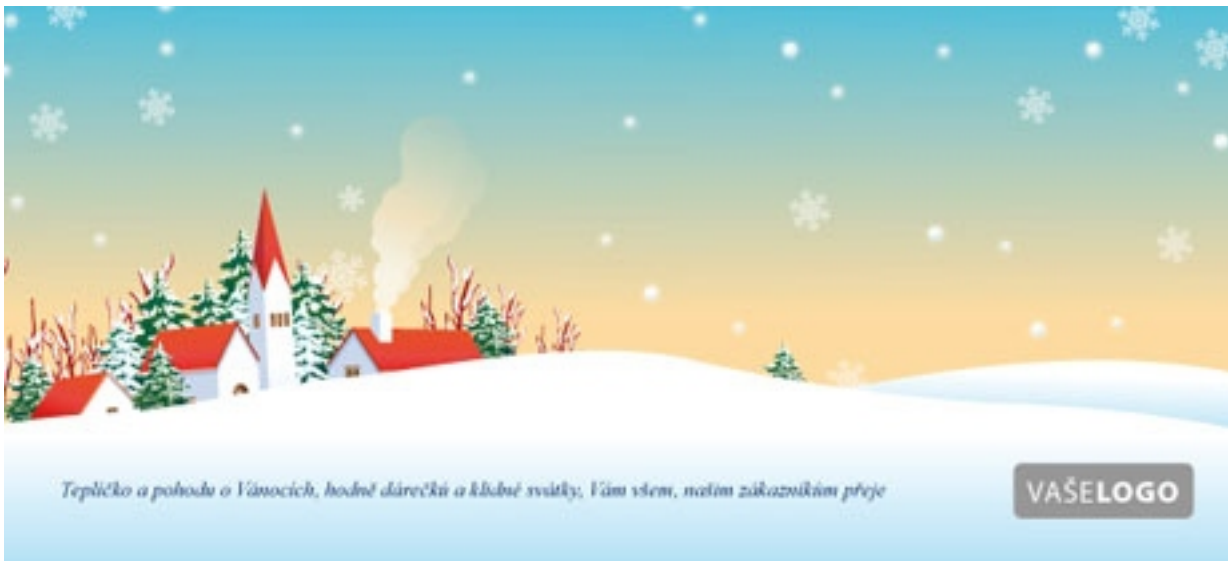 Teplíčko a pohodu o Vánocích, hodně dárečků a klidné svátky, Vám všem, našim zákazníkům přeje
VAŠELOGO